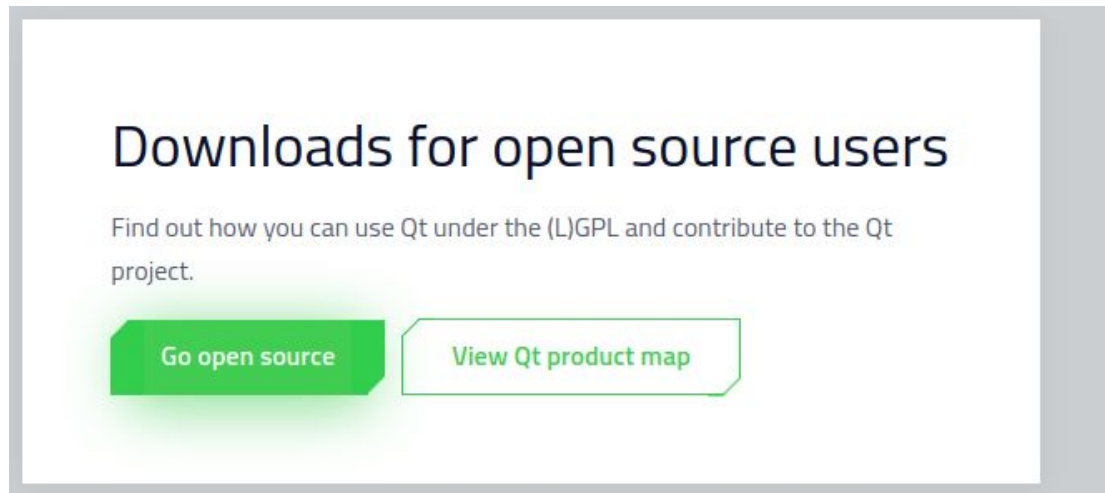 Downloads for open source users
Find out how you can use Qt under the (L)GPL and contribute to the Qt
project.
Go open source
View Qt product map